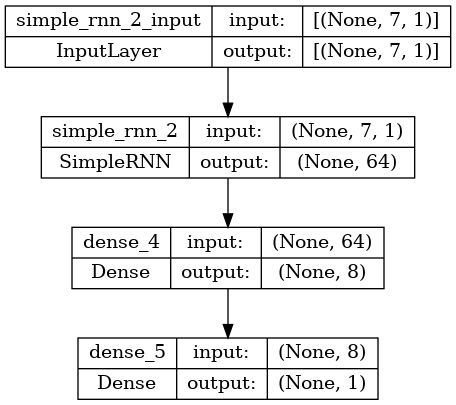 simple_rnn_2_input input: [(None, 7, 1)]
InputLayer output: [(None, 7, 1)]
simple_rnn_2 input: (None, 7, 1)
SimpleRNN output: (None, 64)
dense_4 input: (None, 64)
Dense output: (None, 8)
dense_5 input: (None, 8)
Dense output: (None, 1)